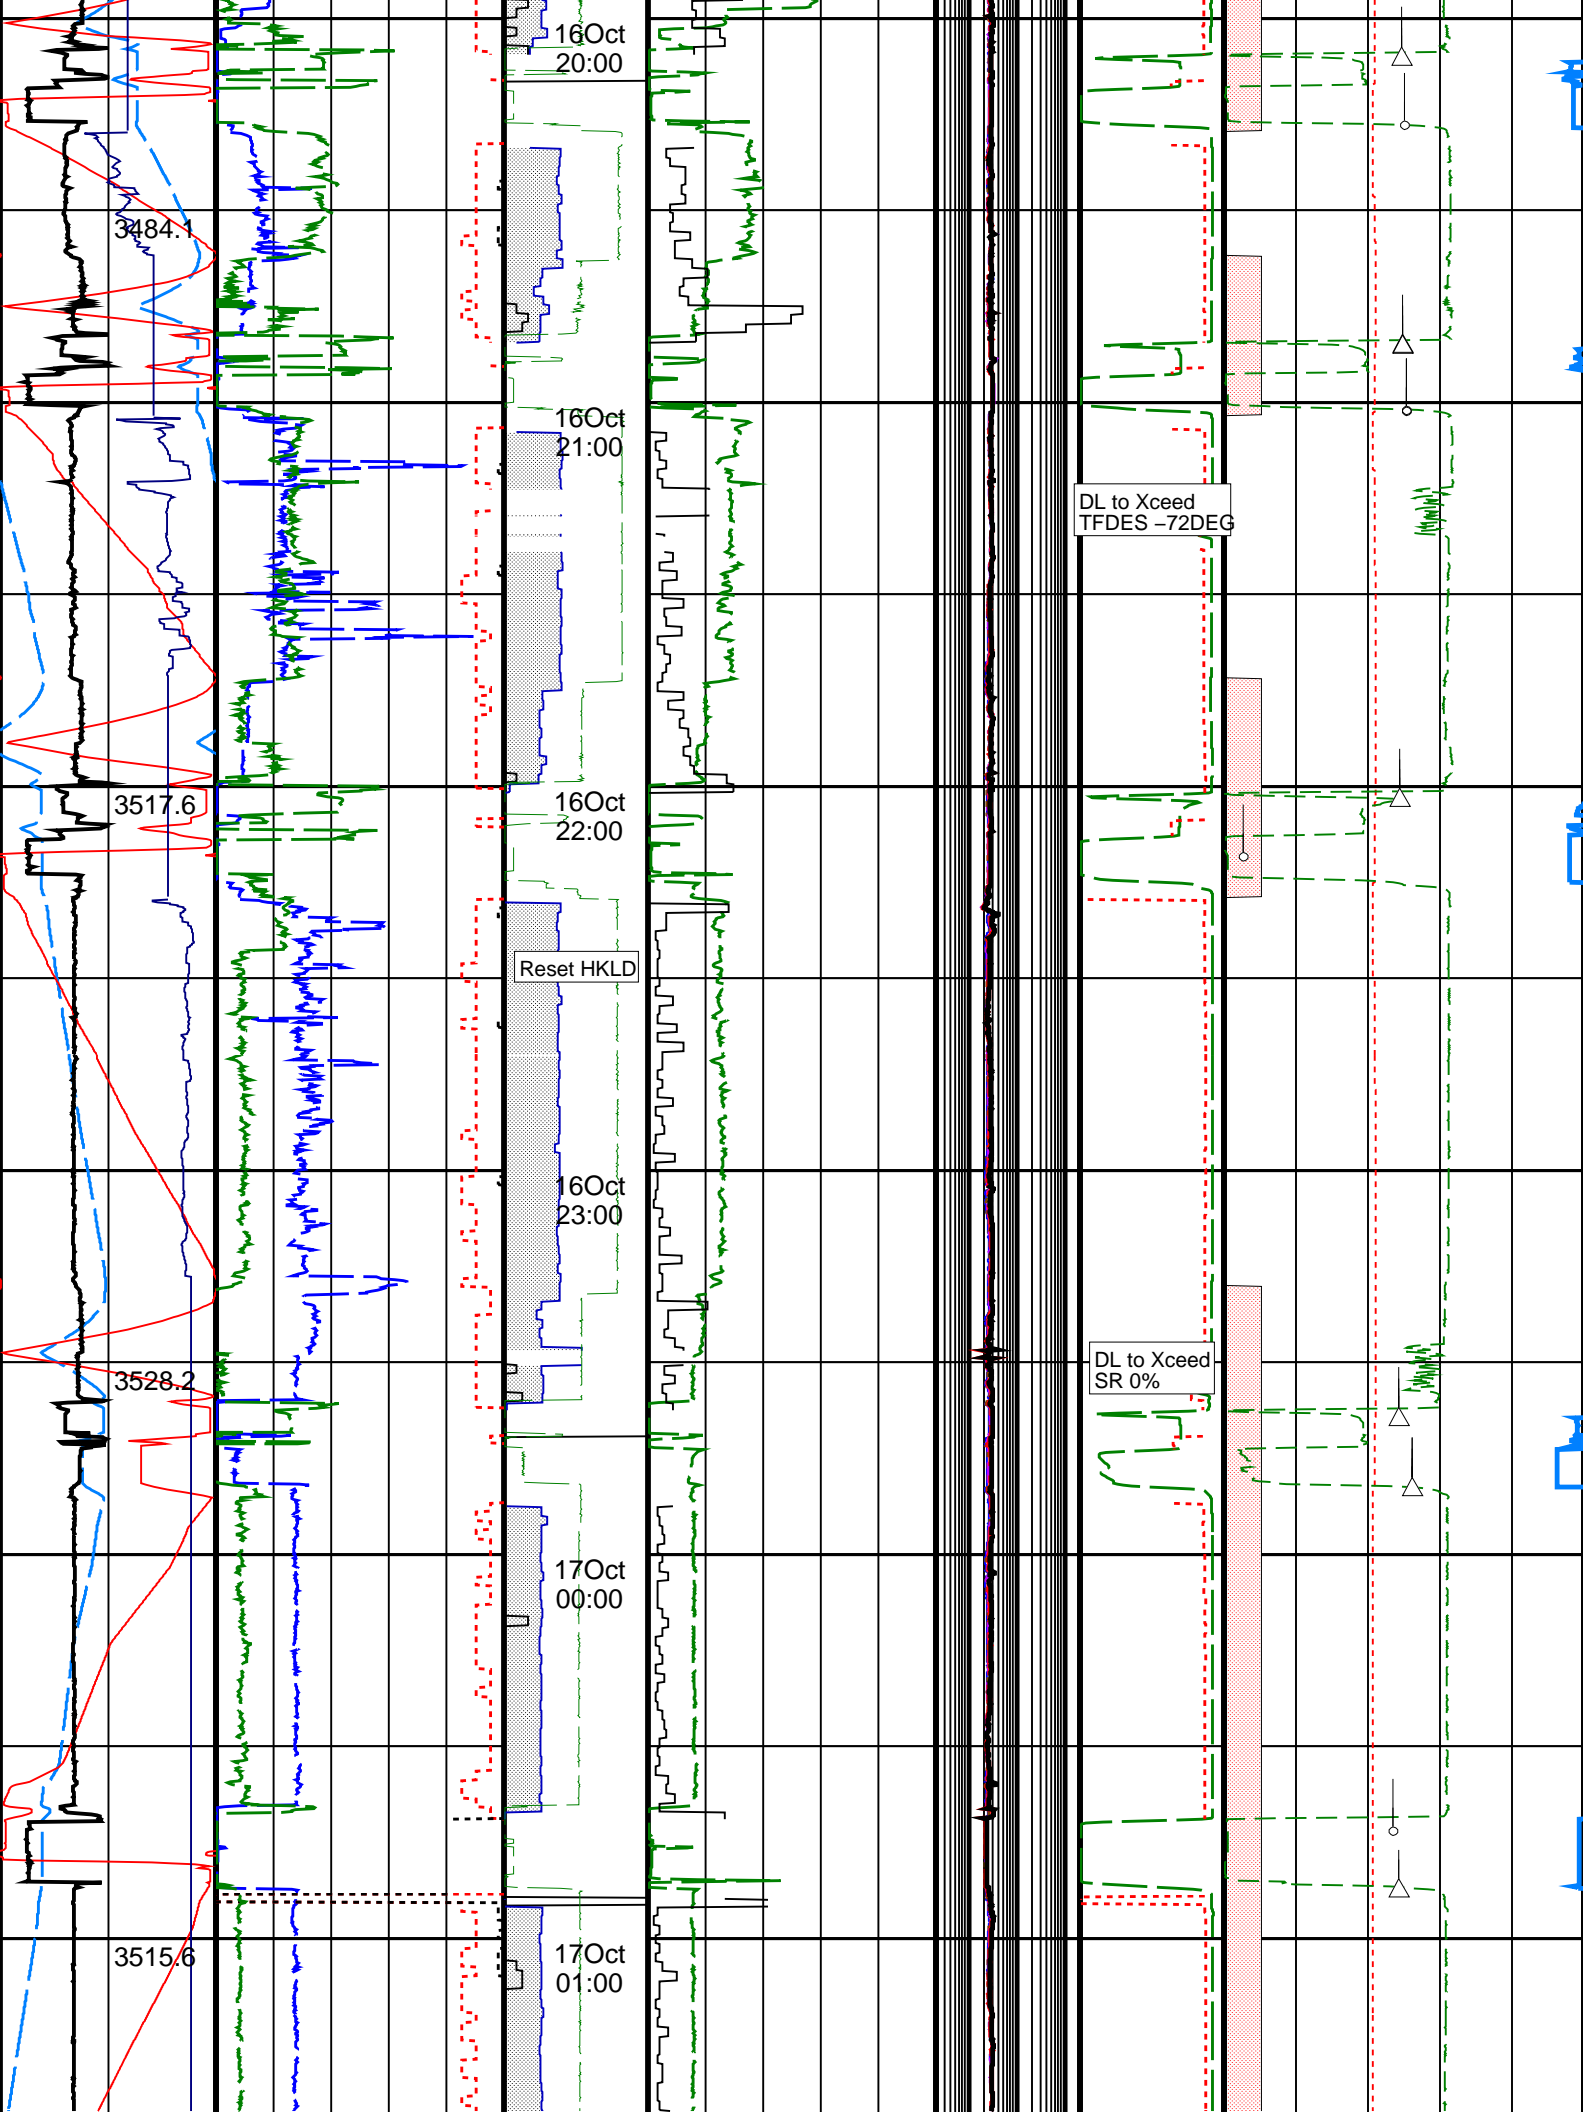 16Oct
20:00
3484.1
16Oct
21:00
DL to Xceed
TFDES −72DEG
3517.6
16Oct
22:00
Reset HKLD
16Oct
23:00
DL to Xceed
SR 0%
3528.2
17Oct
00:00
3515.6
17Oct
01:00